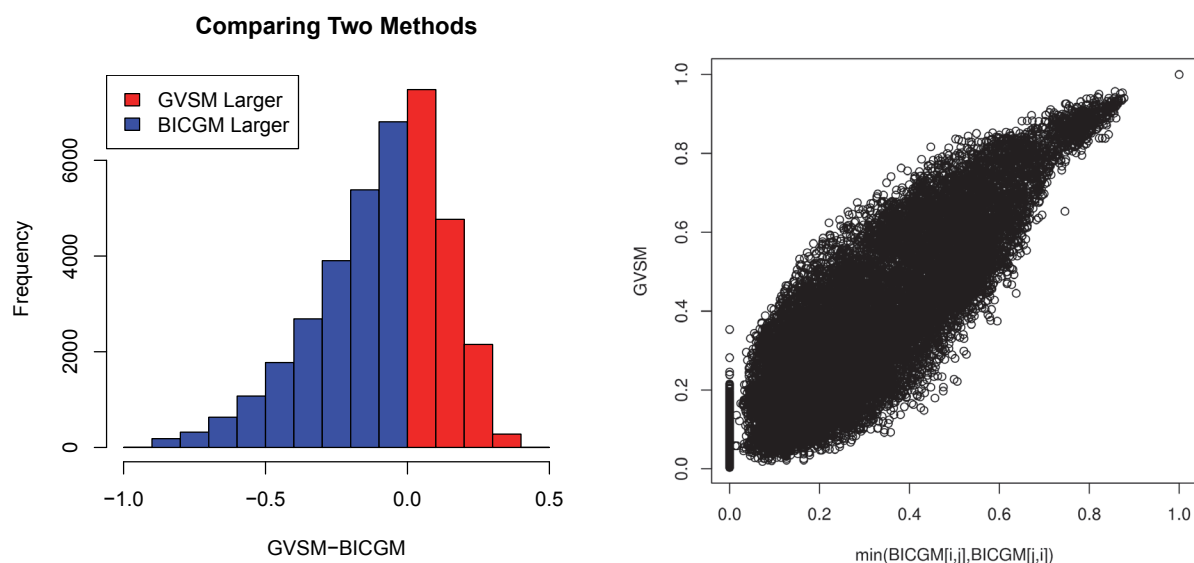 Comparing Two Methods
GVSM Larger
BICGM Larger
Frequency
0
2000
4000
6000
−1.0
−0.5
0.0
0.5
GVSM−BICGM
GVSM
0.0
0.2
0.4
0.6
0.8
1.0
0.0
0.2
0.4
0.6
0.8
1.0
min(BICGM[i,j],BICGM[j,i])